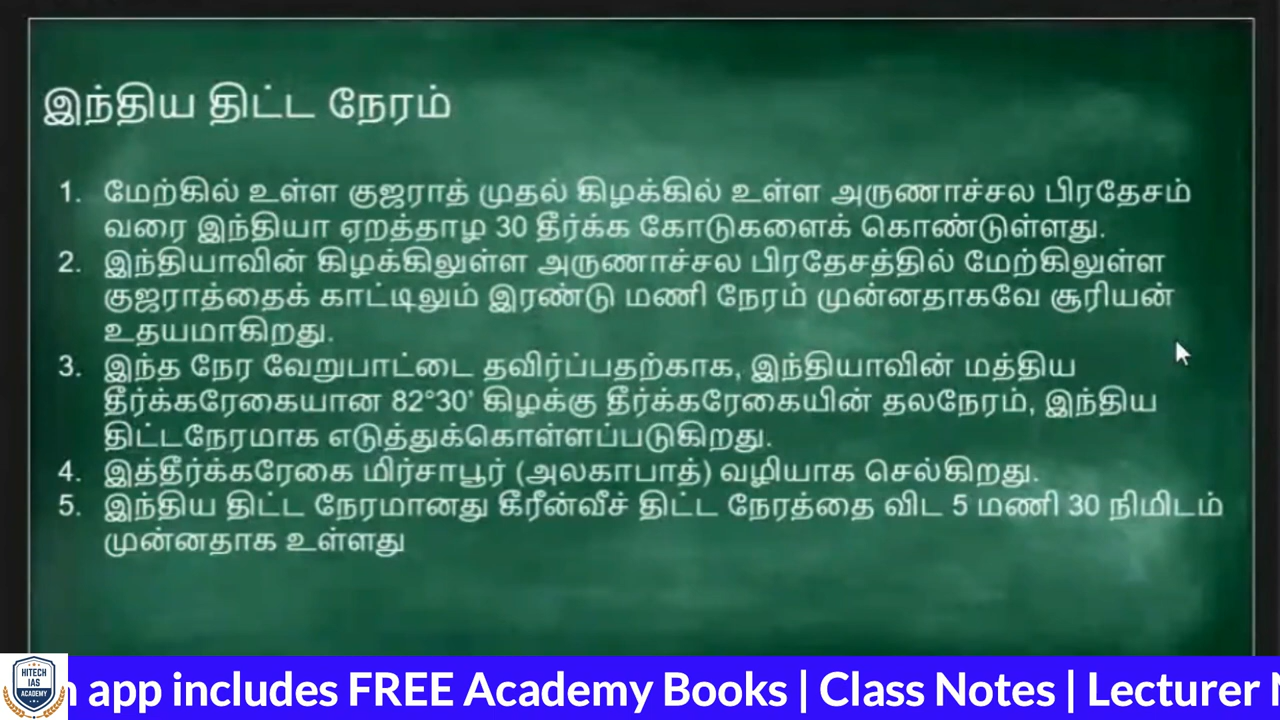 இந்திய திட்ட நேரம்
1. மேற்கில் உள்ள குஜராத் முதல் கிழக்கில் உள்ள அருணாச்சல பிரதேசம்
வரை இந்தியா ஏறத்தாழ 30 தீர்க்க கோடுகளைக் கொண்டுள்ளது.
2. இந்தியாவின் கிழக்கிலுள்ள அருணாச்சல பிரதேசத்தில் மேற்கிலுள்ள
குஜராத்தைக் காட்டிலும் இரண்டு மணி நேரம் முன்னதாகவே சூரியன்
உதயமாகிறது.
3. இந்த நேர வேறுபாட்டை தவிர்ப்பதற்காக, இந்தியாவின் மத்திய
தீர்க்கரேகையான 82°30’ கிழக்கு தீர்க்கரேகையின் தலநேரம், இந்திய
திட்டநேரமாக எடுத்துக்கொள்ளப்படுகிறது.
4. இத்தீர்க்கரேகை மிர்சாபூர் (அலகாபாத்) வழியாக செல்கிறது.
5. இந்திய திட்ட நேரமானது கீரீன்வீச் திட்ட நேரத்தை விட 5 மணி 30 நிமிடம்
முன்னதாக உள்ளது
HITECH
IAS
ACADEMY
app includes FREE Academy Books | Class Notes | Lecturer